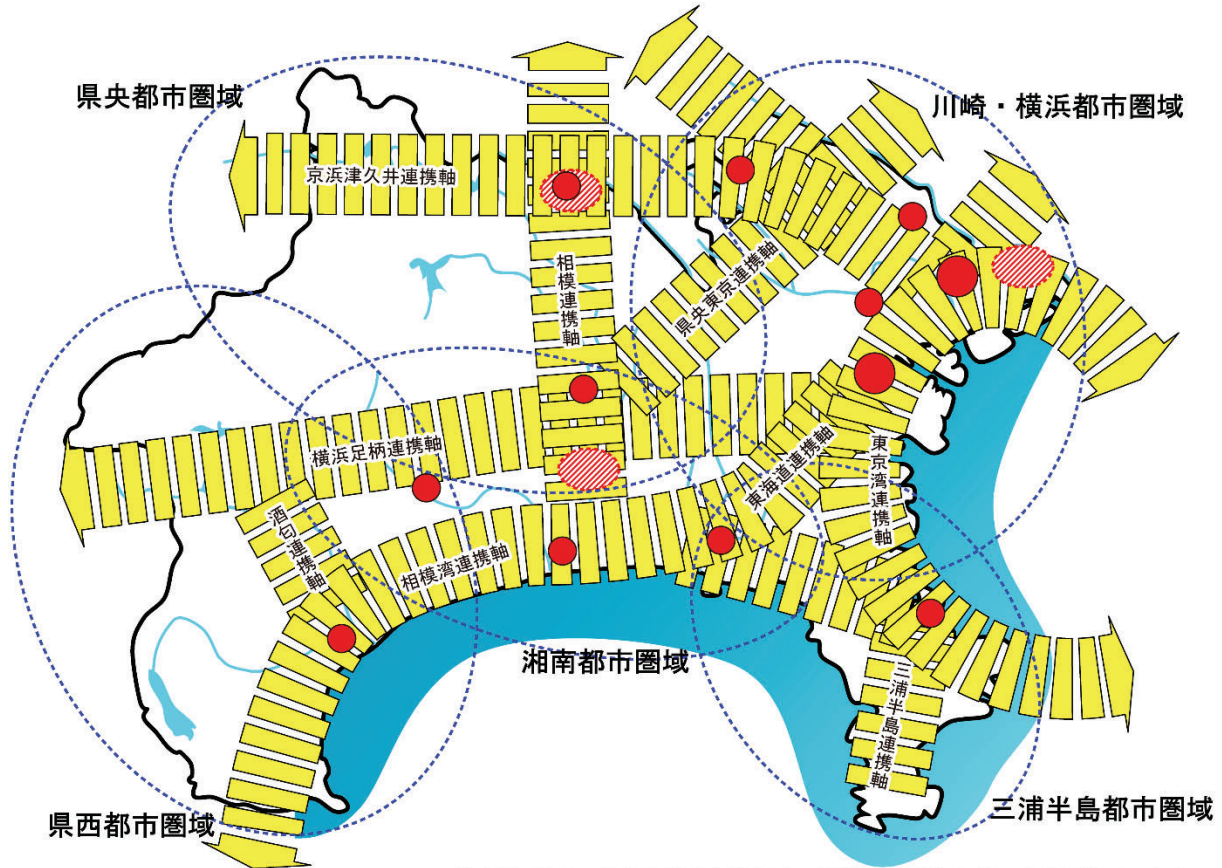 県央都市圏域
川崎・横浜都市圏域
京浜津久井連携軸
相模連携軸
県央東京連携軸
横浜足柄連携軸
東海道連携軸
東京湾連携軸
酒匂連携軸
相模湾連携軸
湘南都市圏域
三浦半島連携軸
県西都市圏域
三浦半島都市圏域